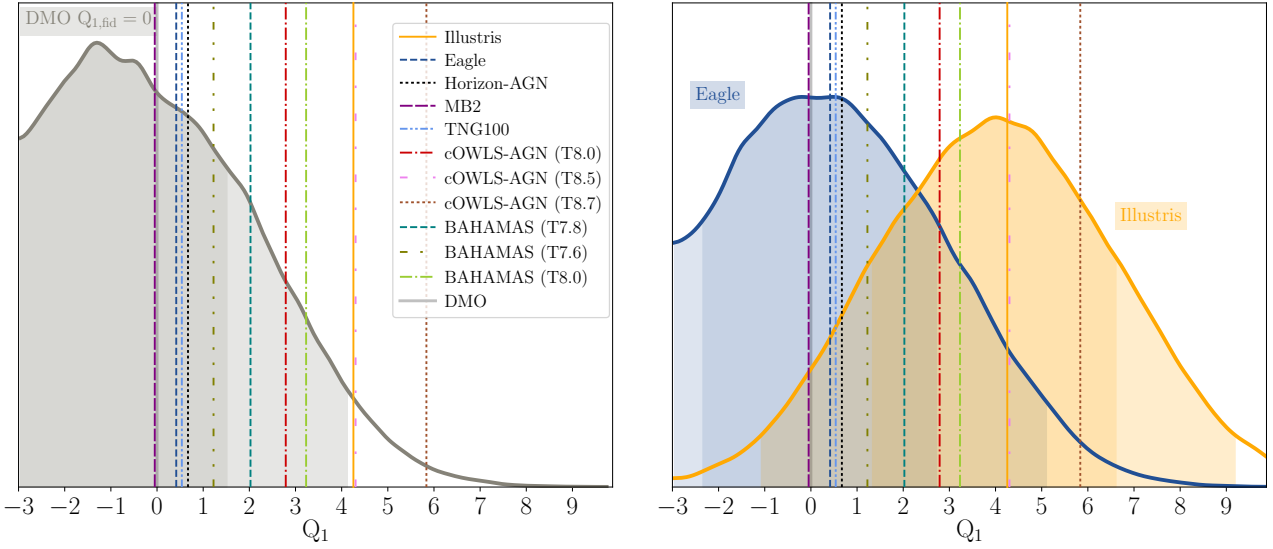 DMO Q1,fid = 0
Illustris
Eagle
Horizon-AGN
MB2
TNG100
cOWLS-AGN (T8.0)
cOWLS-AGN (T8.5)
cOWLS-AGN (T8.7)
BAHAMAS (T7.8)
BAHAMAS (T7.6)
BAHAMAS (T8.0)
DMO
−3 −2 −1 0 1 2 3 4 5 6 7 8 9
Q1
Eagle
Illustris
−3 −2 −1 0 1 2 3 4 5 6 7 8 9
Q1